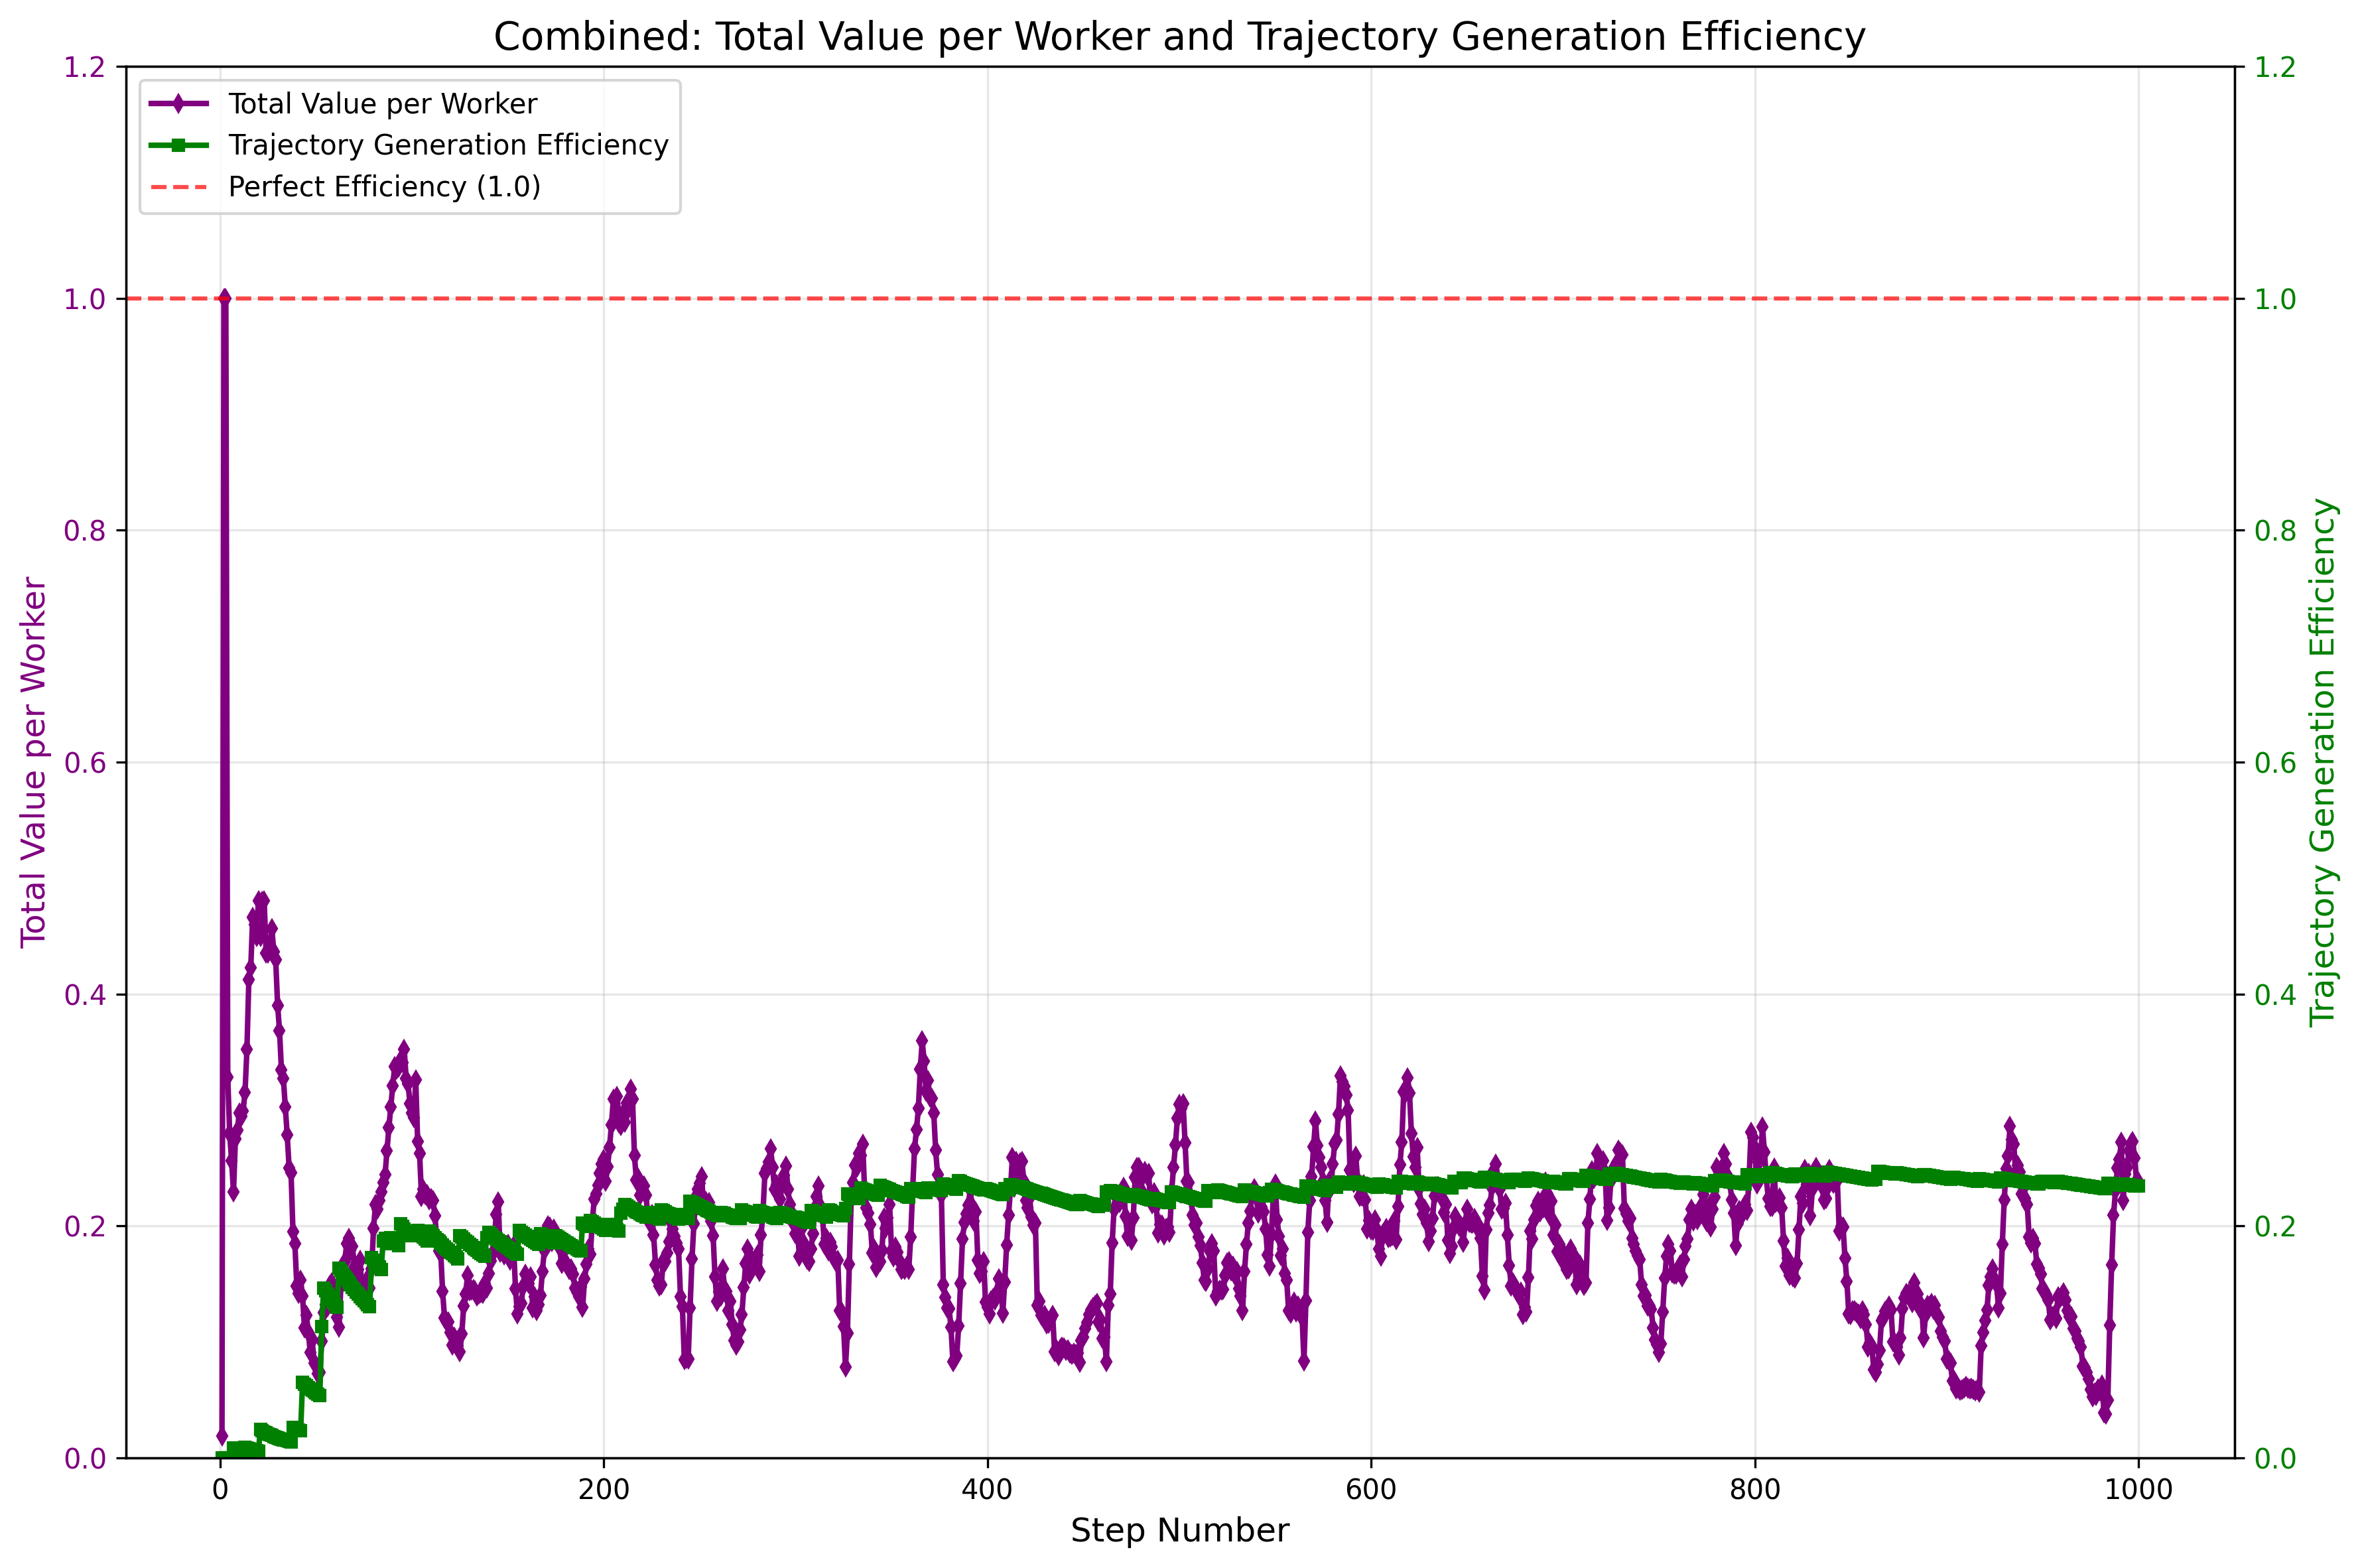 Combined: Total Value per Worker and Trajectory Generation Efficiency
Total Value per Worker
Trajectory Generation Efficiency
Perfect Efficiency (1.0)
1.2
1.0
0.8
0.6
0.4
0.2
0.0
Total Value per Worker
1.2
1.0
0.8
0.6
0.4
0.2
0.0
Trajectory Generation Efficiency
0
200
400
600
800
1000
Step Number